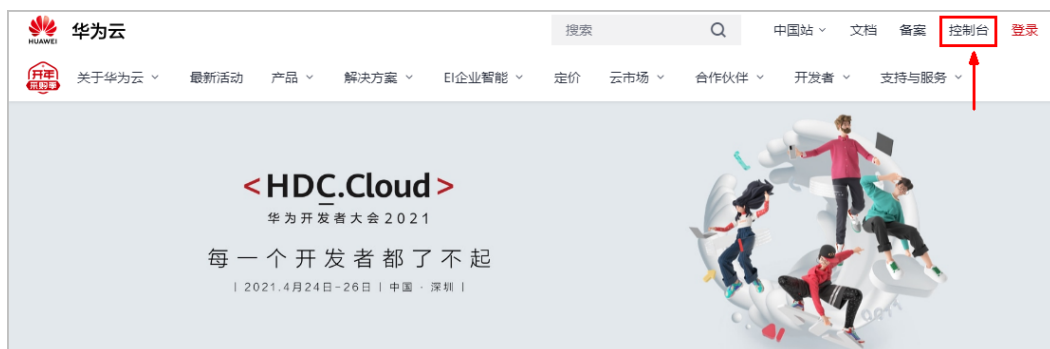 HUAWEI 华为云 搜索 中国站 文档 备案 控制台 登录
开年采购季 关于华为云 最新活动 产品 解决方案 EI企业智能 定价 云市场 合作伙伴 开发者 支持与服务
<HDC.Cloud>
华为开发者大会2021
每一个开发者都了不起
| 2021.4月24日-26日 | 中国 · 深圳 |